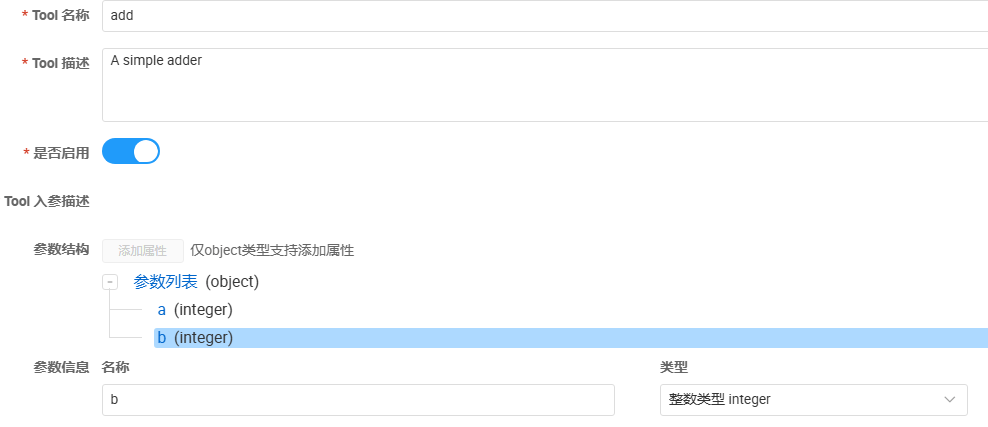 * Tool 名称 add
* Tool 描述 A simple adder
* 是否启用
Tool 入参描述
参数结构 添加属性 仅object类型支持添加属性
参数列表 (object)
a (integer)
b (integer)
参数信息 名称 类型
b 整数类型 integer